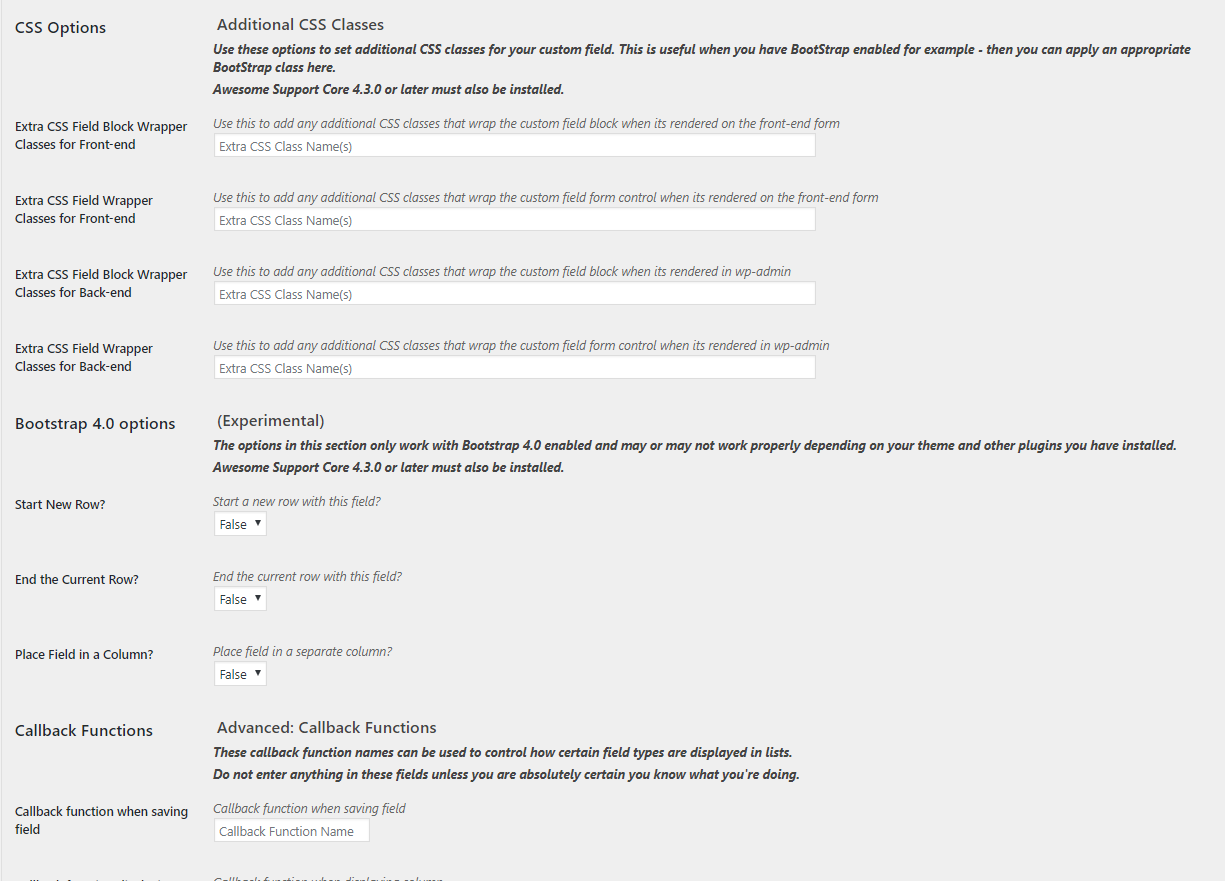 CSS Options
Additional CSS Classes
Use these options to set additional CSS classes for your custom field. This is useful when you have BootStrap enabled for example - then you can apply an appropriate
BootStrap class here.
Awesome Support Core 4.3.0 or later must also be installed.
Extra CSS Field Block Wrapper
Classes for Front-end
Use this to add any additional CSS classes that wrap the custom field block when its rendered on the front-end form
Extra CSS Class Name(s)
Extra CSS Field Wrapper
Classes for Front-end
Use this to add any additional CSS classes that wrap the custom field form control when its rendered on the front-end form
Extra CSS Class Name(s)
Extra CSS Field Block Wrapper
Classes for Back-end
Use this to add any additional CSS classes that wrap the custom field block when its rendered in wp-admin
Extra CSS Class Name(s)
Extra CSS Field Wrapper
Classes for Back-end
Use this to add any additional CSS classes that wrap the custom field form control when its rendered in wp-admin
Extra CSS Class Name(s)
Bootstrap 4.0 options
(Experimental)
The options in this section only work with Bootstrap 4.0 enabled and may or may not work properly depending on your theme and other plugins you have installed.
Awesome Support Core 4.3.0 or later must also be installed.
Start New Row?
Start a new row with this field?
False
End the Current Row?
End the current row with this field?
False
Place Field in a Column?
Place field in a separate column?
False
Callback Functions
Advanced: Callback Functions
These callback function names can be used to control how certain field types are displayed in lists.
Do not enter anything in these fields unless you are absolutely certain you know what you're doing.
Callback function when saving
field
Callback function when saving field
Callback Function Name
Callback function when displaying column